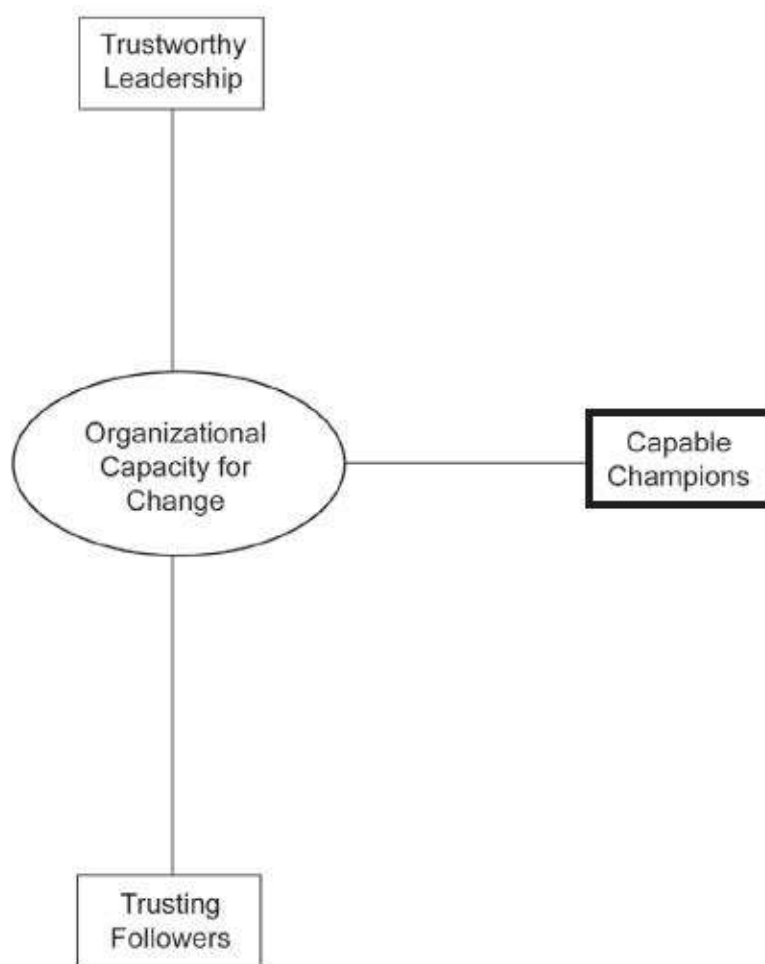 Trustworthy
Leadership
Organizational
Capacity for
Change
Capable
Champions
Trusting
Followers